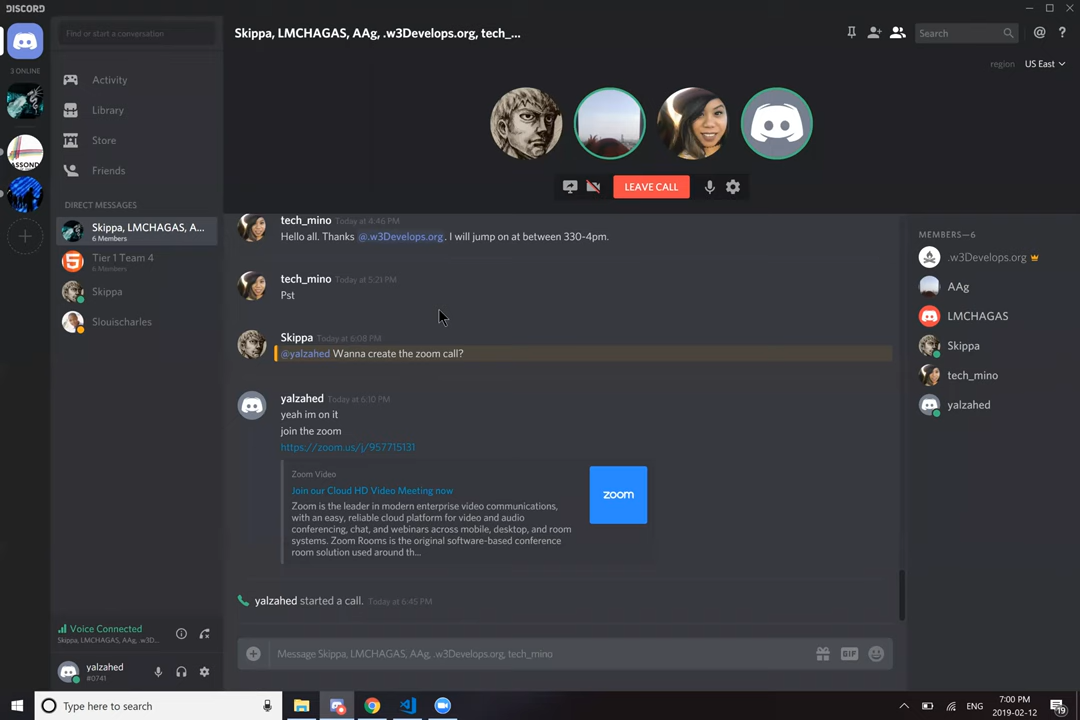 DISCORD
Find or start a conversation
Skippa, LMCHAGAS, AAg, .w3Develops.org, tech_...
Search
region US East
3 ONLINE
Activity
Library
Store
Friends
LEAVE CALL
DIRECT MESSAGES
Skippa, LMCHAGAS, A...
6 Members
Tier 1 Team 4
6 Members
Skippa
Slouischarles
tech_mino Today at 4:46 PM
Hello all. Thanks @.w3Develops.org. I will jump on at between 330-4pm.
tech_mino Today at 5:23 PM
Pst
Skippa Today at 6:08 PM
@yalzahed Wanna create the zoom call?
yalzahed Today at 6:10 PM
yeah im on it
join the zoom
https://zoom.us/j/957715131
Zoom Video
Join our Cloud HD Video Meeting now
Zoom is the leader in modern enterprise video communications,
with an easy, reliable cloud platform for video and audio
conferencing, chat, and webinars across mobile, desktop, and room
systems. Zoom Rooms is the original software-based conference
room solution used around th...
zoom
yalzahed started a call. Today at 6:45 PM
Message Skippa, LMCHAGAS, AAg, .w3Develops.org, tech_mino
GIF
MEMBERS—6
.w3Develops.org
AAg
LMCHAGAS
Skippa
tech_mino
yalzahed
Voice Connected
Skippa, LMCHAGAS, AAg, .w3D...
yalzahed
#0741
Type here to search
ENG
7:00 PM
2019-02-12
19